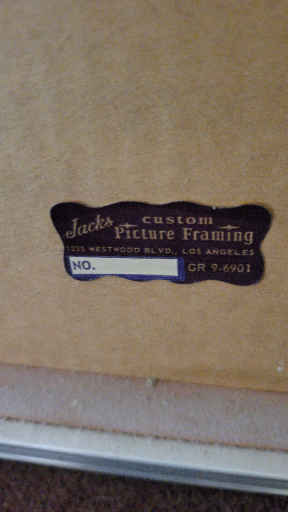 Jacks custom
Picture Framing
WESTWOOD BLVD., LOS ANGELES
NO.
GR 9-6901